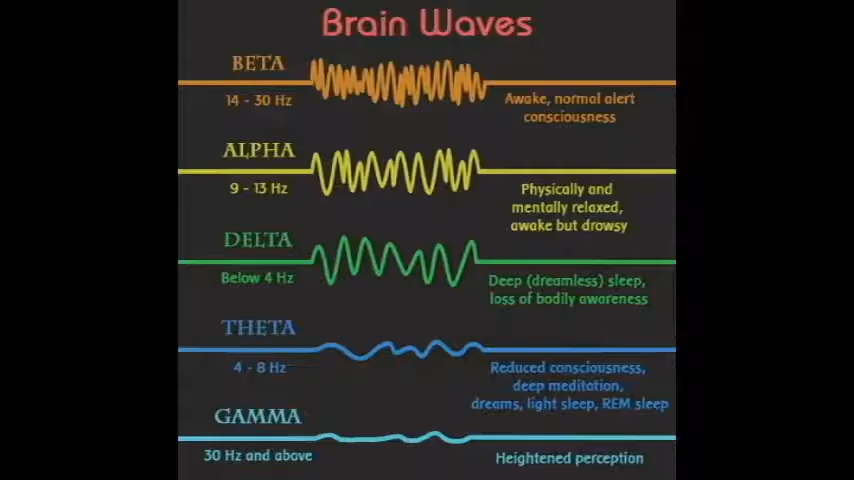 Brain Waves
BETA
14 - 30 Hz
Awake, normal alert
consciousness
ALPHA
9 - 13 Hz
Physically and
mentally relaxed,
awake but drowsy
DELTA
Below 4 Hz
Deep (dreamless) sleep,
loss of bodily awareness
THETA
4 - 8 Hz
Reduced consciousness,
deep meditation,
dreams, light sleep, REM sleep
GAMMA
30 Hz and above
Heightened perception